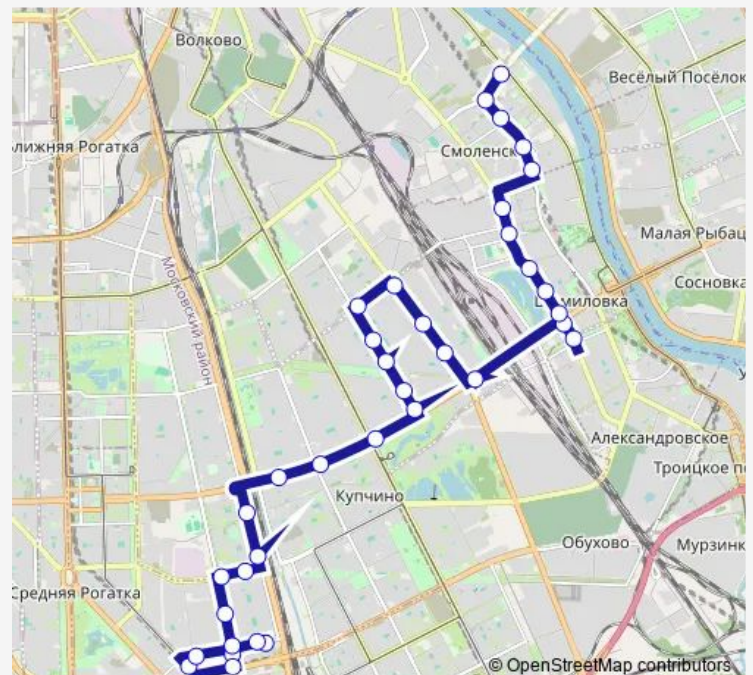 Волково
Весёлый Посёлок
лижняя Рогатка
Смоленск
Малая Рыбац
Московский район
Сосновка
Александровское
Троицкое по
Купчино
Обухово
Мурзинк
Средняя Рогатка
© OpenStreetMap contributors